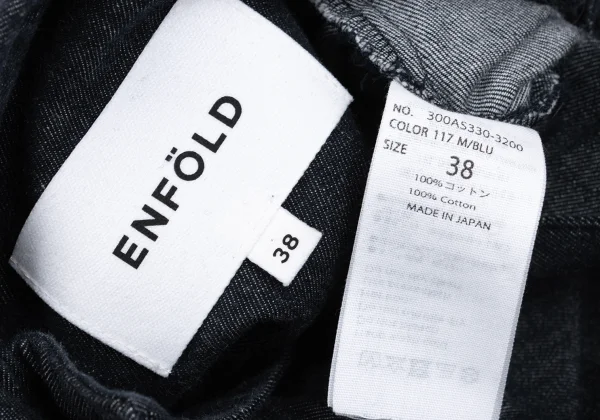 ENFÖLD
38
NO. 300AS330-3200
COLOR 117 M/BLU
SIZE 38
100% コットン
100% Cotton
MADE IN JAPAN